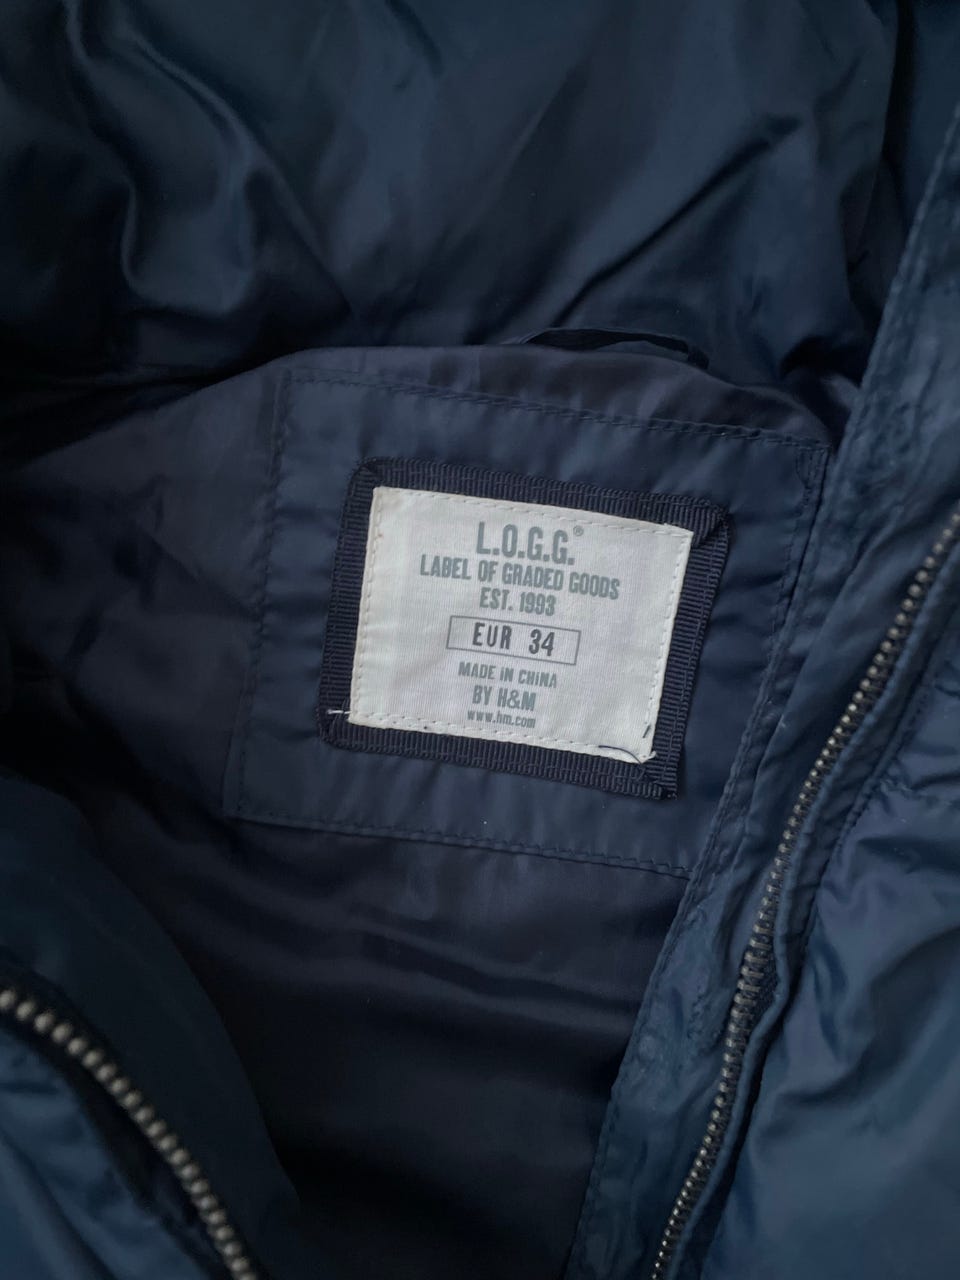 L.O.G.G.®
LABEL OF GRADED GOODS
EST. 1993
EUR 34
MADE IN CHINA
BY H&M
www.hm.com